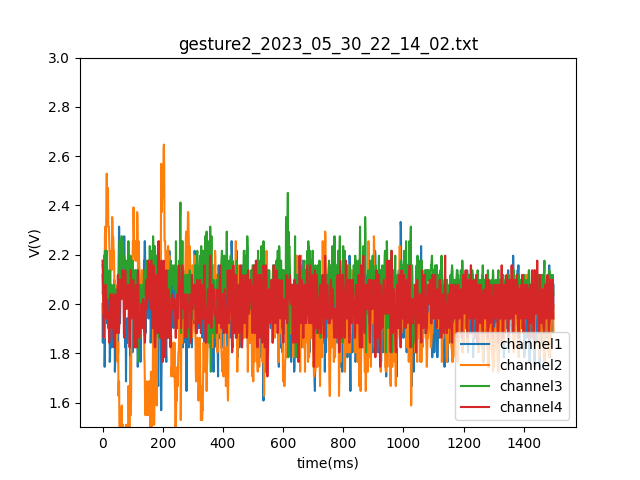 gesture2_2023_05_30_22_14_02.txt
3.0
2.8
2.6
2.4
2.2
2.0
1.8
1.6
V(V)
0 200 400 600 800 1000 1200 1400
time(ms)
chanel1
channel2
channel3
channel4